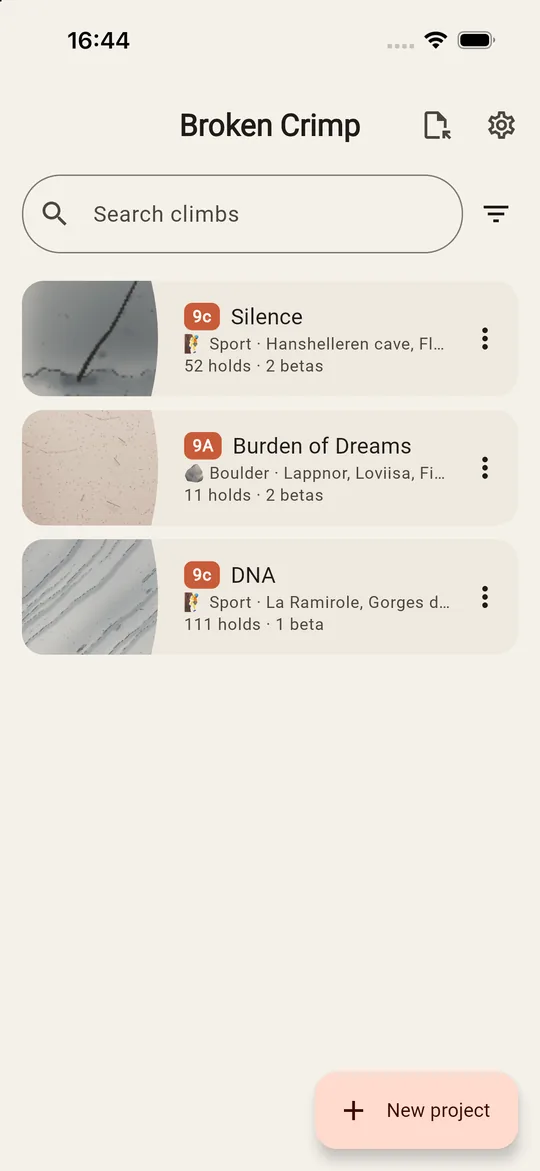 16:44
Broken Crimp
Search climbs
9c Silence
Sport · Hanshelleren cave, Fl…
52 holds · 2 betas
9A Burden of Dreams
Boulder · Lappnor, Loviisa, Fi…
11 holds · 2 betas
9c DNA
Sport · La Ramirole, Gorges d…
111 holds · 1 beta
New project